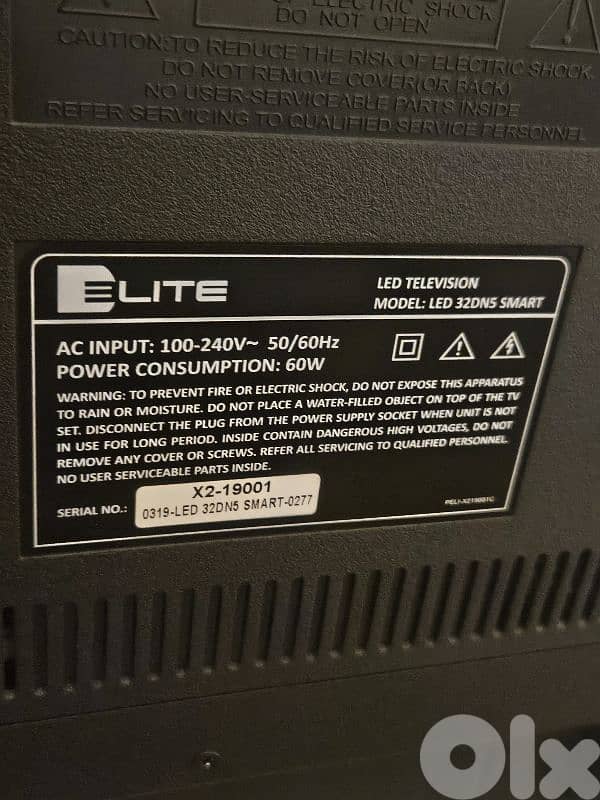 OF ELECTRIC SHOCK
DO NOT OPEN
CAUTION:TO REDUCE THE RISK OF ELECTRIC SHOCK.
DO NOT REMOVE COVER(OR BACK)
NO USER-SERVICEABLE PARTS INSIDE
REFER SERVICING TO QUALIFIED SERVICE PERSONNEL
ELITE
LED TELEVISION
MODEL: LED 32DN5 SMART
AC INPUT: 100-240V~ 50/60Hz
POWER CONSUMPTION: 60W
WARNING: TO PREVENT FIRE OR ELECTRIC SHOCK, DO NOT EXPOSE THIS APPARATUS
TO RAIN OR MOISTURE. DO NOT PLACE A WATER-FILLED OBJECT ON TOP OF THE TV
SET. DISCONNECT THE PLUG FROM THE POWER SUPPLY SOCKET WHEN UNIT IS NOT
IN USE FOR LONG PERIOD. INSIDE CONTAIN DANGEROUS HIGH VOLTAGES, DO NOT
REMOVE ANY COVER OR SCREWS. REFER ALL SERVICING TO QUALIFIED PERSONNEL.
NO USER SERVICEABLE PARTS INSIDE.
SERIAL NO.:
X2-19001
0319-LED 32DN5 SMART-0277
PELI-X219001C
OLX